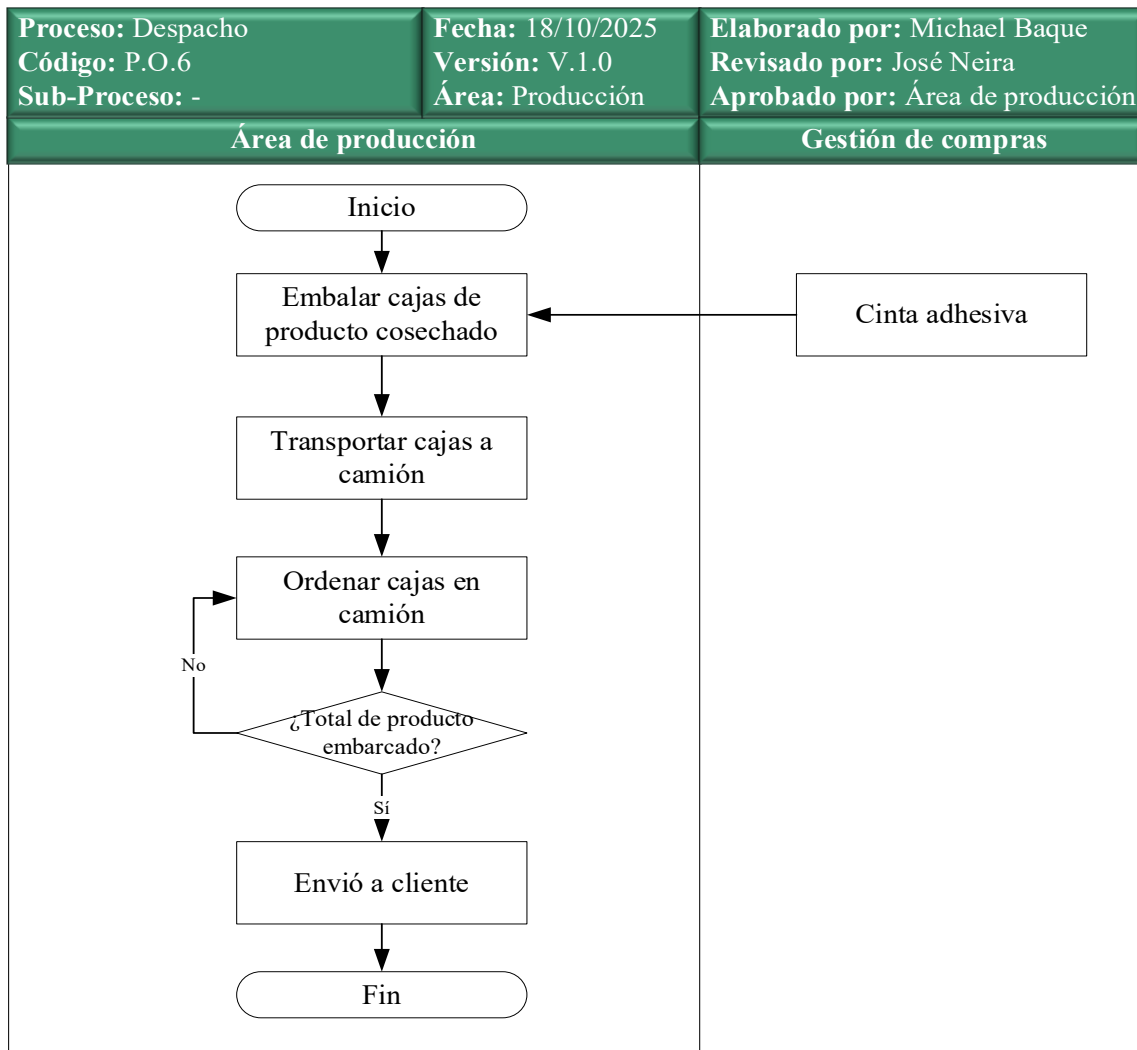 Proceso: Despacho
Código: P.O.6
Sub-Proceso: -
Fecha: 18/10/2025
Versión: V.1.0
Área: Producción
Elaborado por: Michael Baque
Revisado por: José Neira
Aprobado por: Área de producción
Área de producción
Gestión de compras
Inicio
Embalar cajas de
producto cosechado
Cinta adhesiva
Transportar cajas a
camión
Ordenar cajas en
camión
No
¿Total de producto
embarcado?
Sí
Envió a cliente
Fin